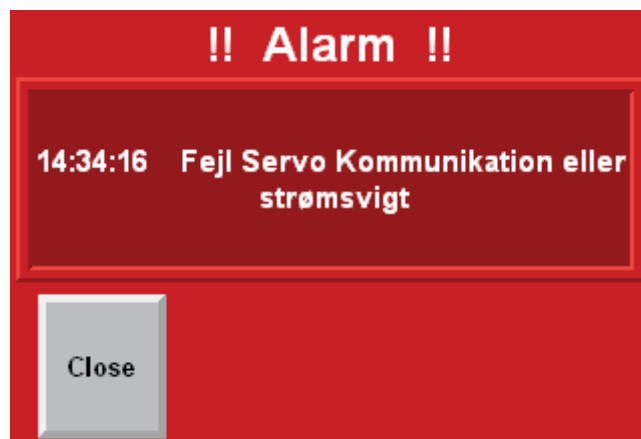 !! Alarm !!
14:34:16 Fejl Servo Kommunikation eller
strømsvigt
Close